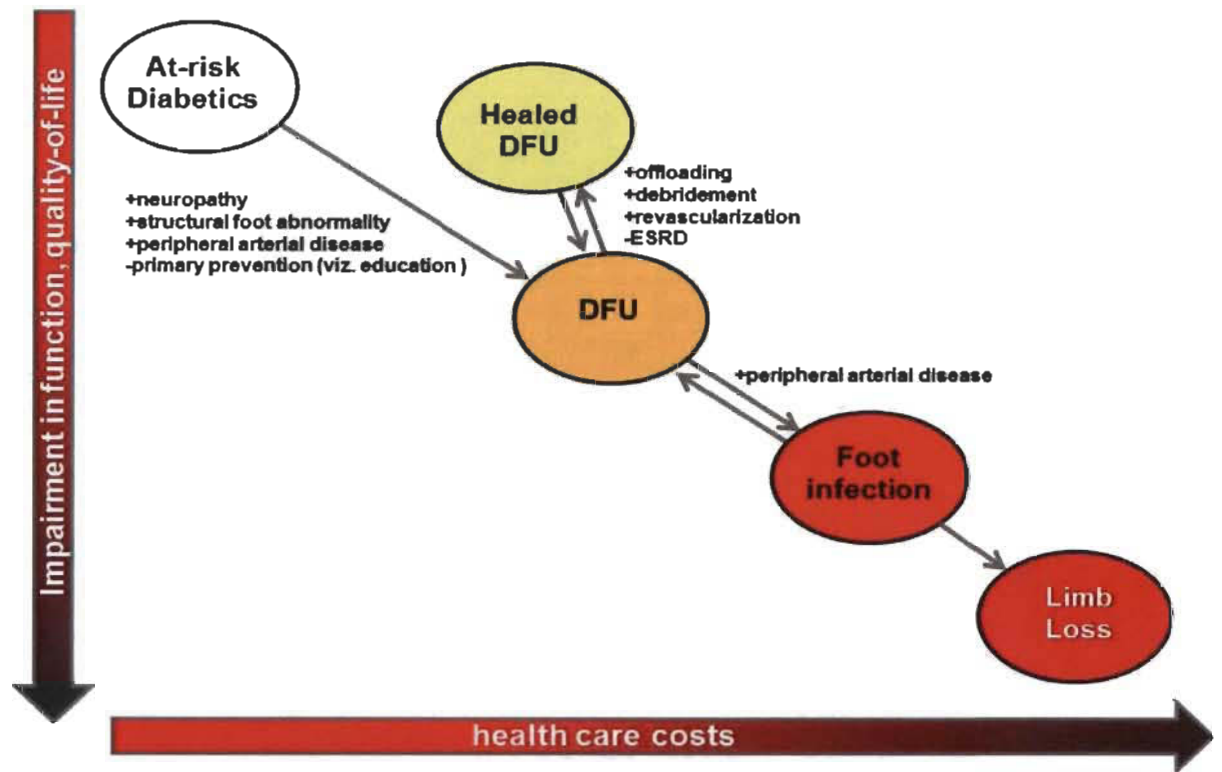 Impairment in function, quality-of-life
At-risk
Diabetics
Healed
DFU
+offloading
+debridement
+revascularization
-ESRD
+neuropathy
+structural foot abnormality
+peripheral arterial disease
-primary prevention (viz. education )
DFU
+peripheral arterial disease
Foot
infection
Limb
Loss
health care costs